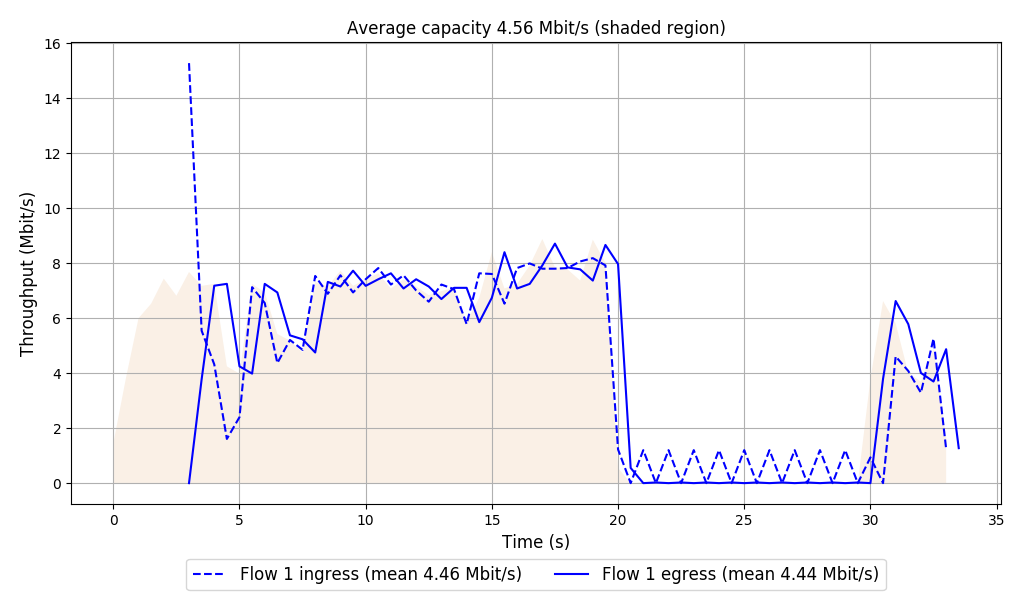 Average capacity 4.56 Mbit/s (shaded region)
Throughput (Mbit/s)
16
14
12
10
8
6
4
2
0
0 5 10 15 20 25 30 35
Time (s)
Flow 1 ingress (mean 4.46 Mbit/s) Flow 1 egress (mean 4.44 Mbit/s)